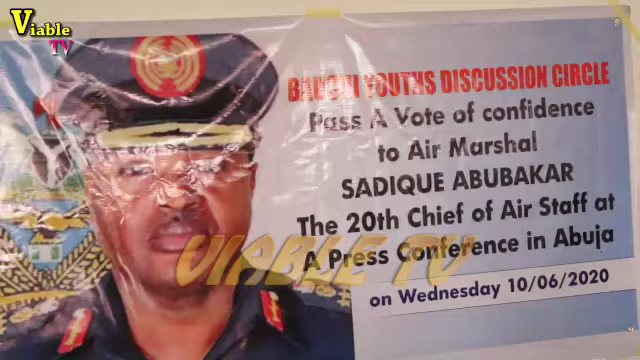 Viable
TV
BAUCHI YOUTHS DISCUSSION CIRCLE
Pass A Vote of confidence
to Air Marshal
SADIQUE ABUBAKAR
The 20th Chief of Air Staff at
A Press Conference in Abuja
VIABLE TV
on Wednesday 10/06/2020